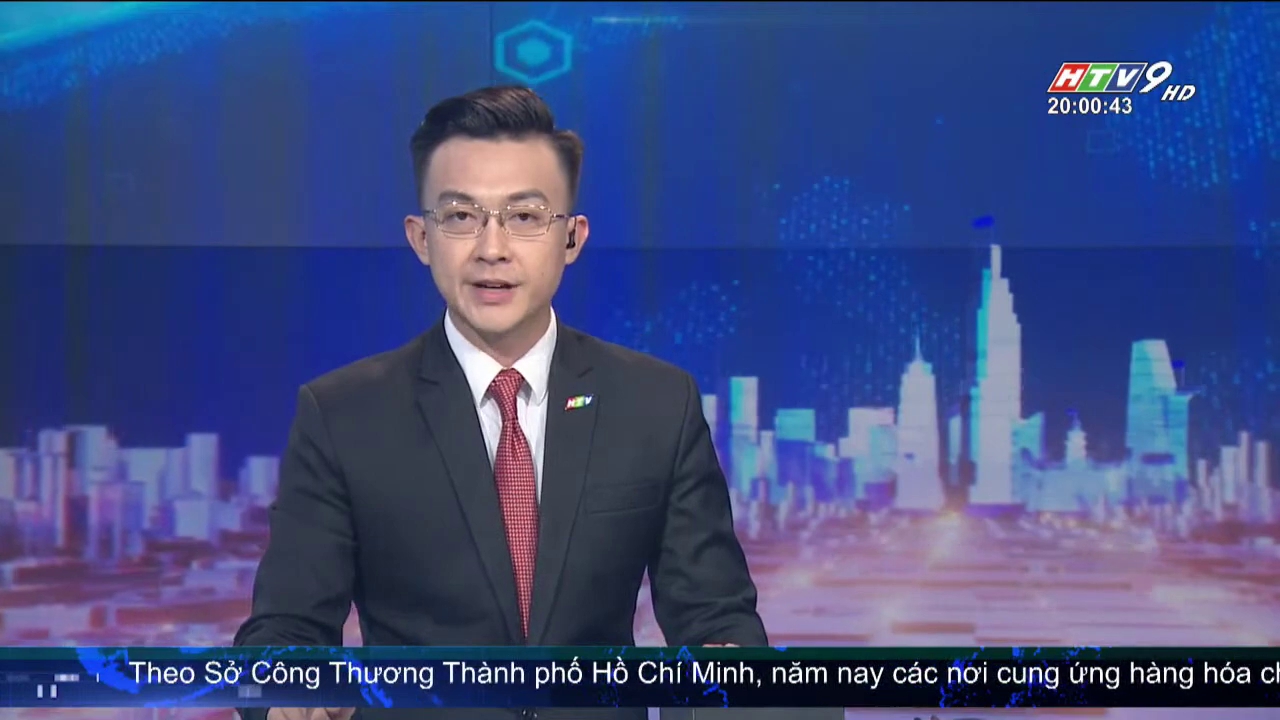 HTV9 HD
20:00:43
HTV
Theo Sở Công Thương Thành phố Hồ Chí Minh, năm nay các nơi cung ứng hàng hóa